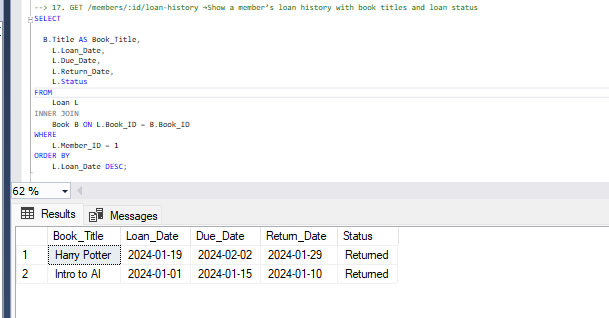 --> 17. GET /members/:id/loan-history →Show a member's loan history with book titles and loan status
SELECT
B.Title AS Book_Title,
L.Loan_Date,
L.Due_Date,
L.Return_Date,
L.Status
FROM
Loan L
INNER JOIN
Book B ON L.Book_ID = B.Book_ID
WHERE
L.Member_ID = 1
ORDER BY
L.Loan_Date DESC;
62 %
Results Messages
Book_Title Loan_Date Due_Date Return_Date Status
1 Harry Potter 2024-01-19 2024-02-02 2024-01-29 Returned
2 Intro to AI 2024-01-01 2024-01-15 2024-01-10 Returned